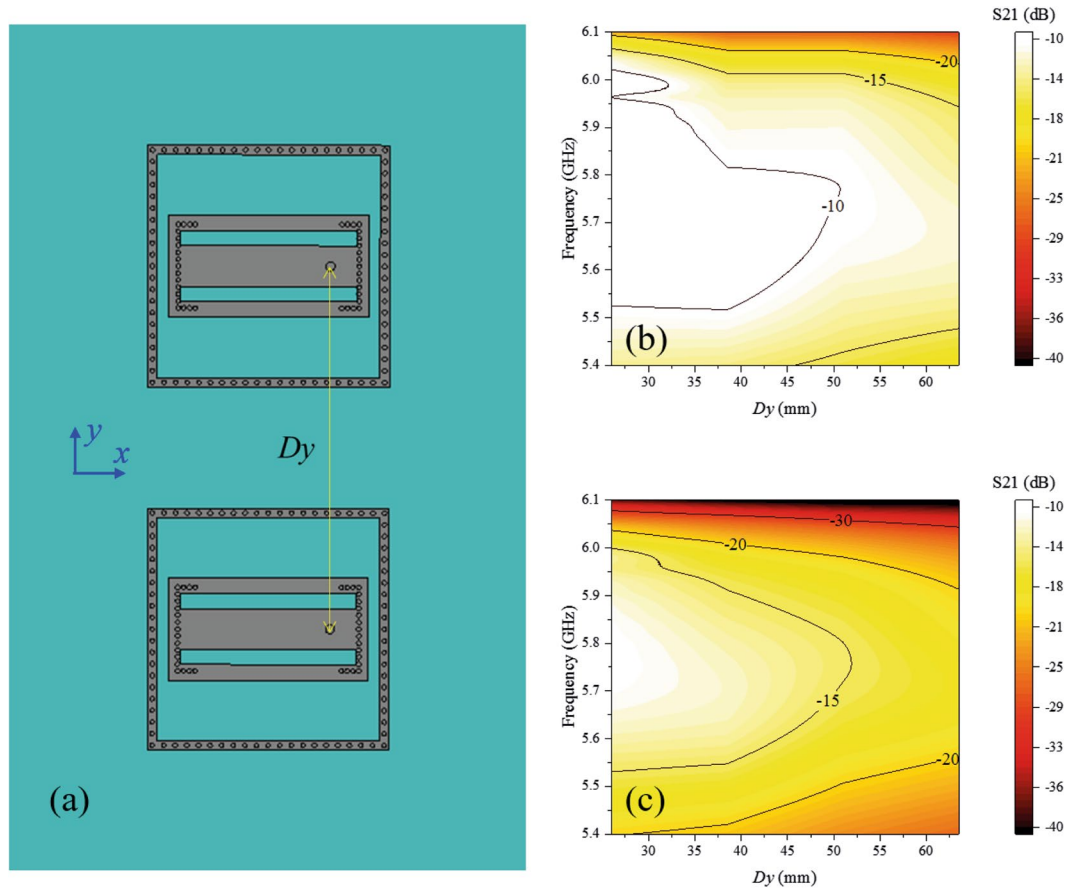 y
x
Dy
(a)
S21 (dB)
6.1
6.0
5.9
5.8
5.7
5.6
5.5
5.4
Frequency (GHz)
-20
-15
-10
(b)
30 35 40 45 50 55 60
Dy (mm)
-10
-14
-18
-21
-25
-29
-33
-36
-40
S21 (dB)
6.1
6.0
5.9
5.8
5.7
5.6
5.5
5.4
Frequency (GHz)
-30
-20
-15
-20
(c)
30 35 40 45 50 55 60
Dy (mm)
-10
-14
-18
-21
-25
-29
-33
-36
-40